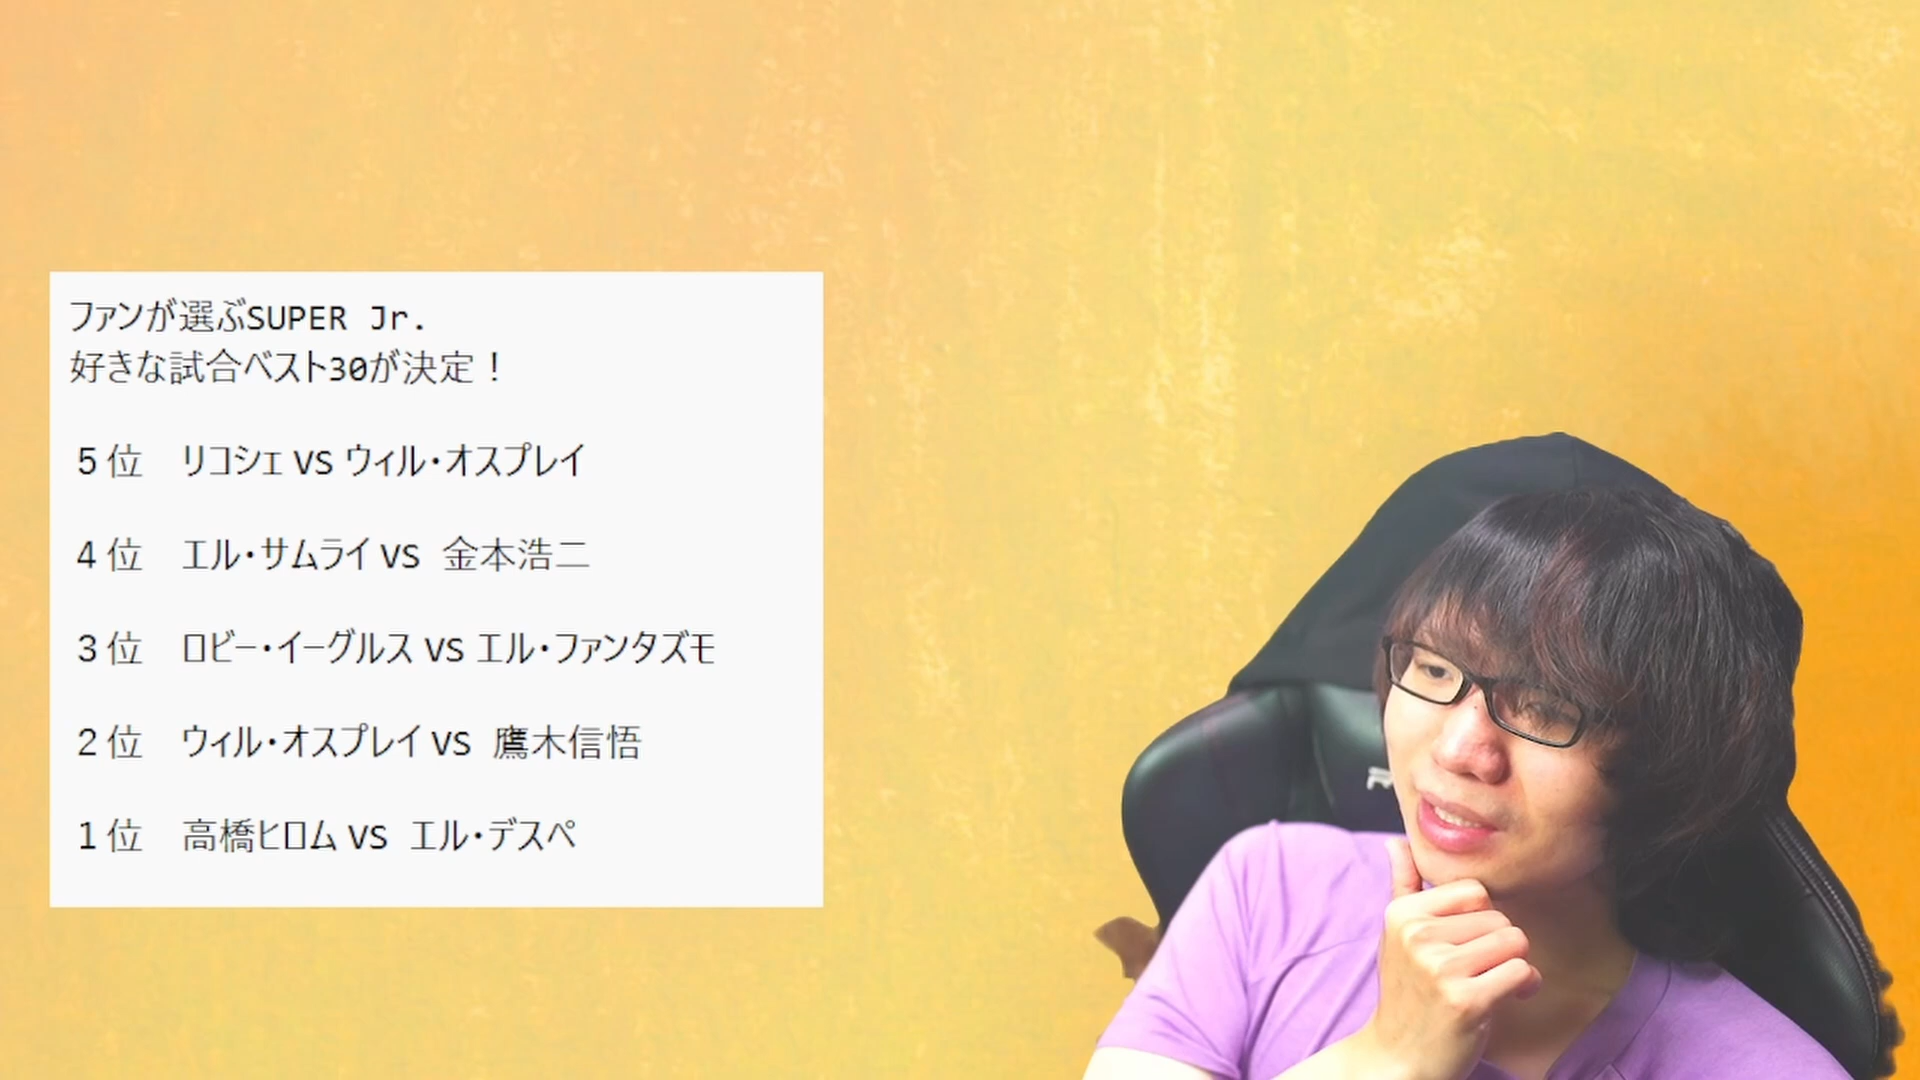 ファンが選ぶSUPER Jr.
好きな試合ベスト30が決定！
５位　リコシェ VS ウィル・オスプレイ
４位　エル・サムライ VS 金本浩二
３位　ロビー・イーグルス VS エル・ファンタズモ
２位　ウィル・オスプレイ VS 鷹木信悟
１位　高橋ヒロム VS エル・デスペ